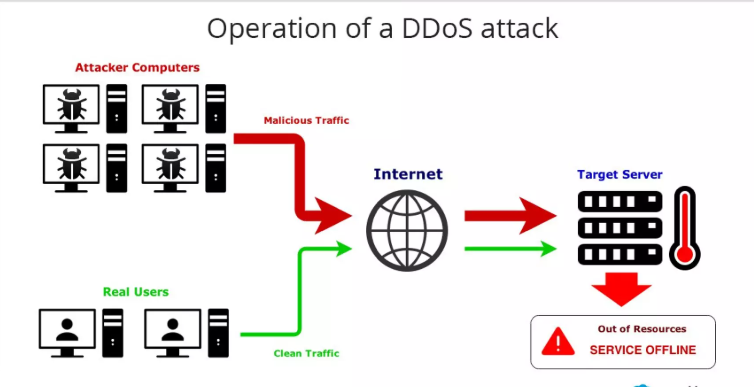 Operation of a DDoS attack
Attacker Computers
Malicious Traffic
Internet
Target Server
Real Users
Clean Traffic
Out of Resources
SERVICE OFFLINE